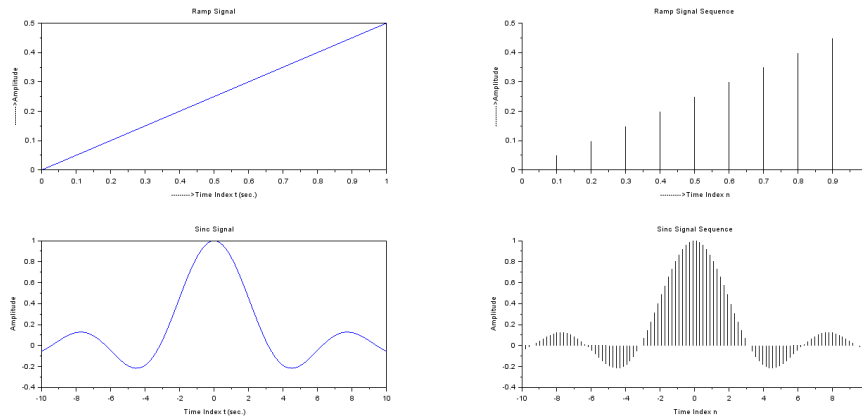 Ramp Signal
0.5
0.4
0.3
0.2
0.1
0
-------->Amplitude
0 0.1 0.2 0.3 0.4 0.5 0.6 0.7 0.8 0.9 1
--------->Time Index t (sec.)
Ramp Signal Sequence
0.5
0.4
0.3
0.2
0.1
0
-------->Amplitude
0 0.1 0.2 0.3 0.4 0.5 0.6 0.7 0.8 0.9
--------->Time Index n
Sinc Signal
1
0.8
0.6
0.4
0.2
0
-0.2
-0.4
Amplitude
-10 -8 -6 -4 -2 0 2 4 6 8 10
Time Index t (sec.)
Sinc Signal Sequence
1
0.8
0.6
0.4
0.2
0
-0.2
-0.4
Amplitude
-10 -8 -6 -4 -2 0 2 4 6 8
Time Index n